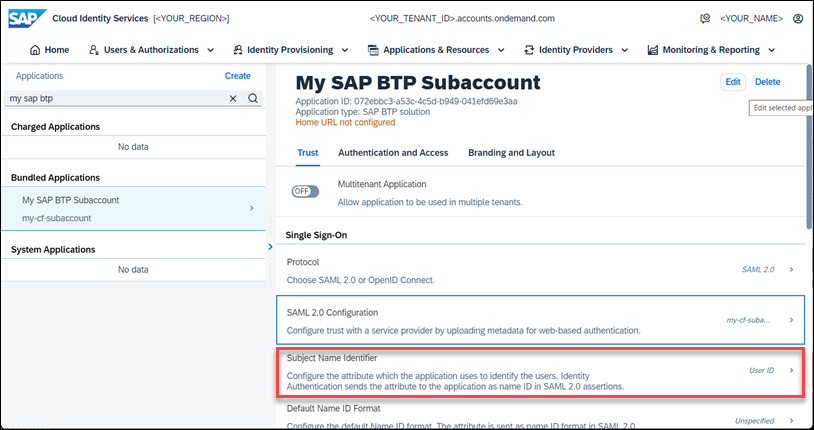 SAP Cloud Identity Services [<YOUR_REGION>] <YOUR_TENANT_ID>.accounts.ondemand.com <YOUR_NAME>
Home Users & Authorizations Identity Provisioning Applications & Resources Identity Providers Monitoring & Reporting
Applications Create
my sap btp
Charged Applications
No data
Bundled Applications
My SAP BTP Subaccount
my-cf-subaccount
System Applications
No data
My SAP BTP Subaccount
Edit Delete
Application ID: 072ebbc3-a53c-4c5d-b949-041efd69e3aa
Edit selected appl
Application type: SAP BTP solution
Home URL not configured
Trust Authentication and Access Branding and Layout
OFF Multitenant Application
Allow application to be used in multiple tenants.
Single Sign-On
Protocol
SAML 2.0
Choose SAML 2.0 or OpenID Connect.
SAML 2.0 Configuration
my-cf-suba...
Configure trust with a service provider by uploading metadata for web-based authentication.
Subject Name Identifier
User ID
Configure the attribute which the application uses to identify the users. Identity
Authentication sends the attribute to the application as name ID in SAML 2.0 assertions.
Default Name ID Format
Unspecified
Configure the default Name ID format. The attribute is sent as name ID format in SAML 2.0